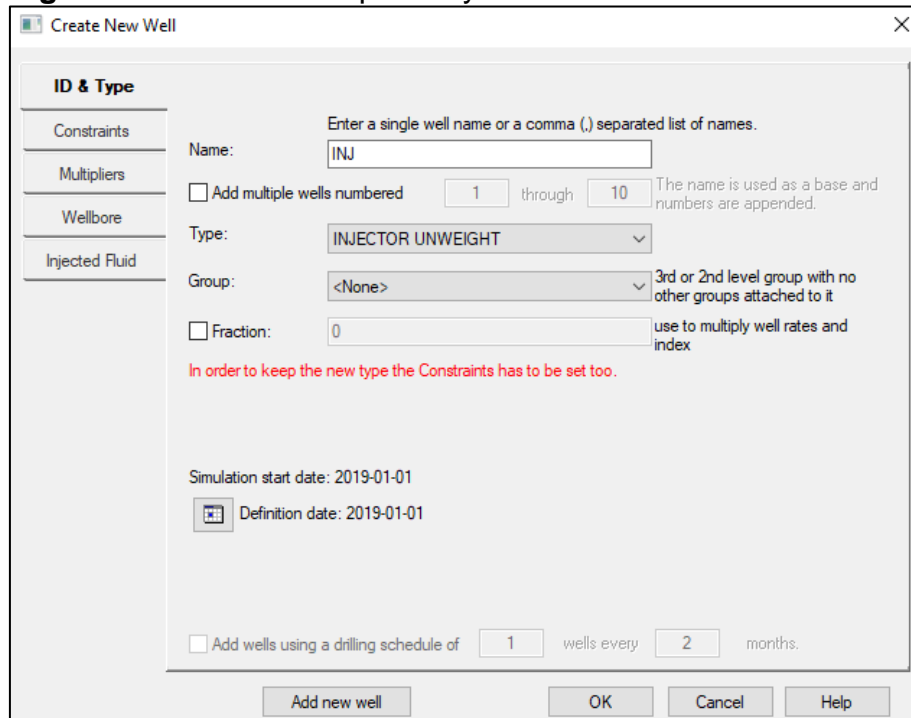 Create New Well
ID & Type
Constraints
Multipliers
Wellbore
Injected Fluid
Enter a single well name or a comma (,) separated list of names.
Name: INJ
Add multiple wells numbered 1 through 10 The name is used as a base and
numbers are appended.
Type: INJECTOR UNWEIGHT
Group: <None> 3rd or 2nd level group with no
other groups attached to it
Fraction: 0 use to multiply well rates and
index
In order to keep the new type the Constraints has to be set too.
Simulation start date: 2019-01-01
Definition date: 2019-01-01
Add wells using a drilling schedule of 1 wells every 2 months.
Add new well OK Cancel Help